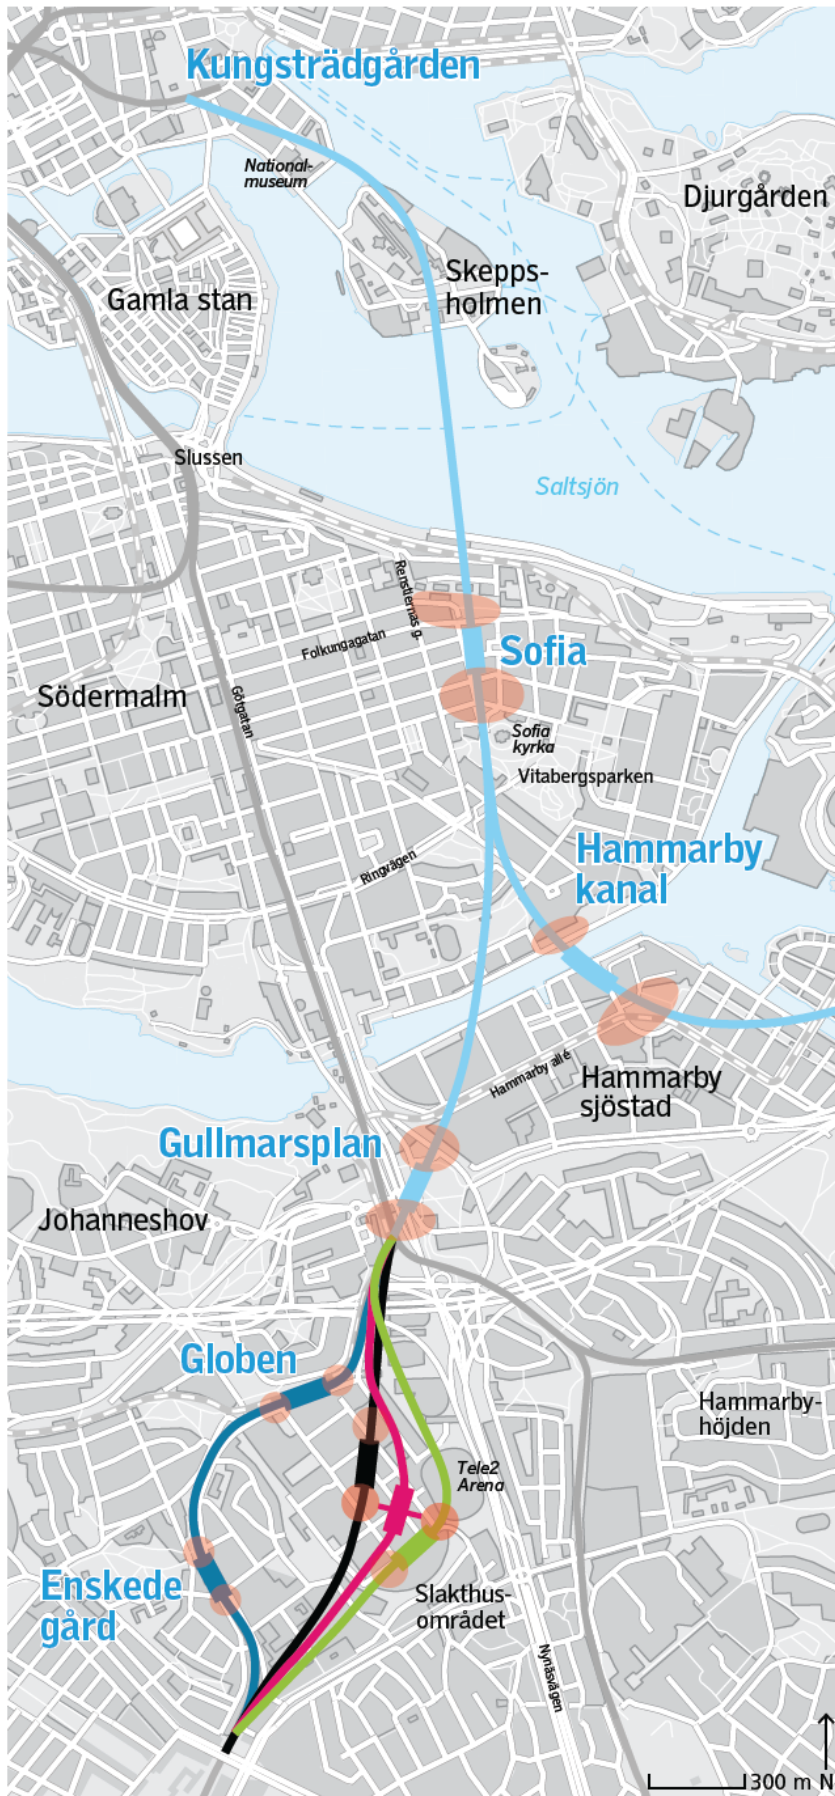 Kungsträdgården
National-
museum
Djurgården
Skepps-
holmen
Gamla stan
Slussen
Saltsjön
Renstiernas g.
Folkungagatan
Sofia
Södermalm
Götgatan
Sofia
kyrka
Vitabergsparken
Hammarby
kanal
Ringvägen
Hammarby allé
Hammarby
sjöstad
Gullmarsplan
Johanneshov
Globen
Hammarby-
höjden
Tele2
Arena
Enskede
gård
Slakthus-
området
Nynäsvägen
300 m N